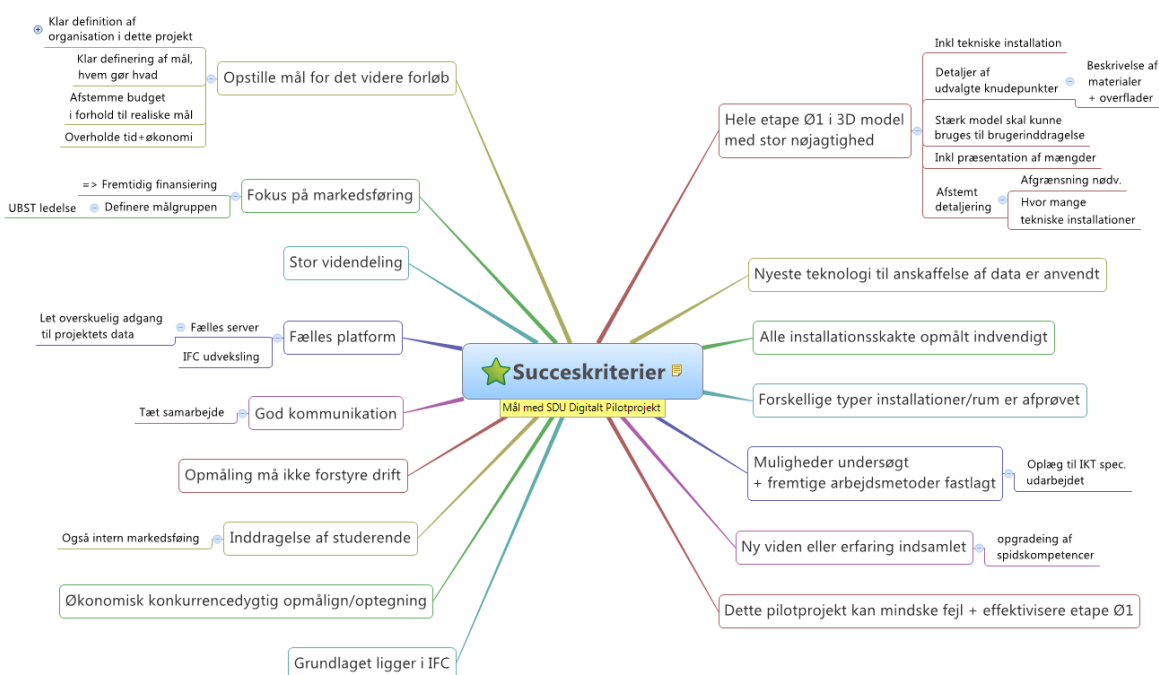 Succeskriterier
Mål med SDU Digitalt Pilotprojekt
Hele etape Ø1 i 3D model
med stor nøjagtighed
Inkl tekniske installation
Detaljer af
udvalgte knudepunkter
Beskrivelse af
materialer
+ overflader
Stærk model skal kunne
bruges til brugerinddragelse
Inkl præsentation af mængder
Afstemt
detaljering
Afgrænsning nødv.
Hvor mange
tekniske installationer
Nyeste teknologi til anskaffelse af data er anvendt
Alle installationsskakte opmålt indvendigt
Forskellige typer installationer/rum er afprøvet
Muligheder undersøgt
+ fremtige arbejdsmetoder fastlagt
Oplæg til IKT spec.
udarbejdet
Ny viden eller erfaring indsamlet
opgradeing af
spidskompetencer
Dette pilotprojekt kan mindske fejl + effektivisere etape Ø1
Opstille mål for det videre forløb
Klar definition af
organisation i dette projekt
Klar definering af mål,
hvem gør hvad
Afstemme budget
i forhold til realiske mål
Overholde tid+økonomi
Fokus på markedsføring
=> Fremtidig finansiering
Definere målgruppen
UBST ledelse
Stor videndeling
Fælles platform
Fælles server
Let overskuelig adgang
til projektets data
IFC udveksling
God kommunikation
Tæt samarbejde
Opmåling må ikke forstyre drift
Inddragelse af studerende
Også intern markedsføing
Økonomisk konkurrencedygtig opmålign/optegning
Grundlaget ligger i IFC